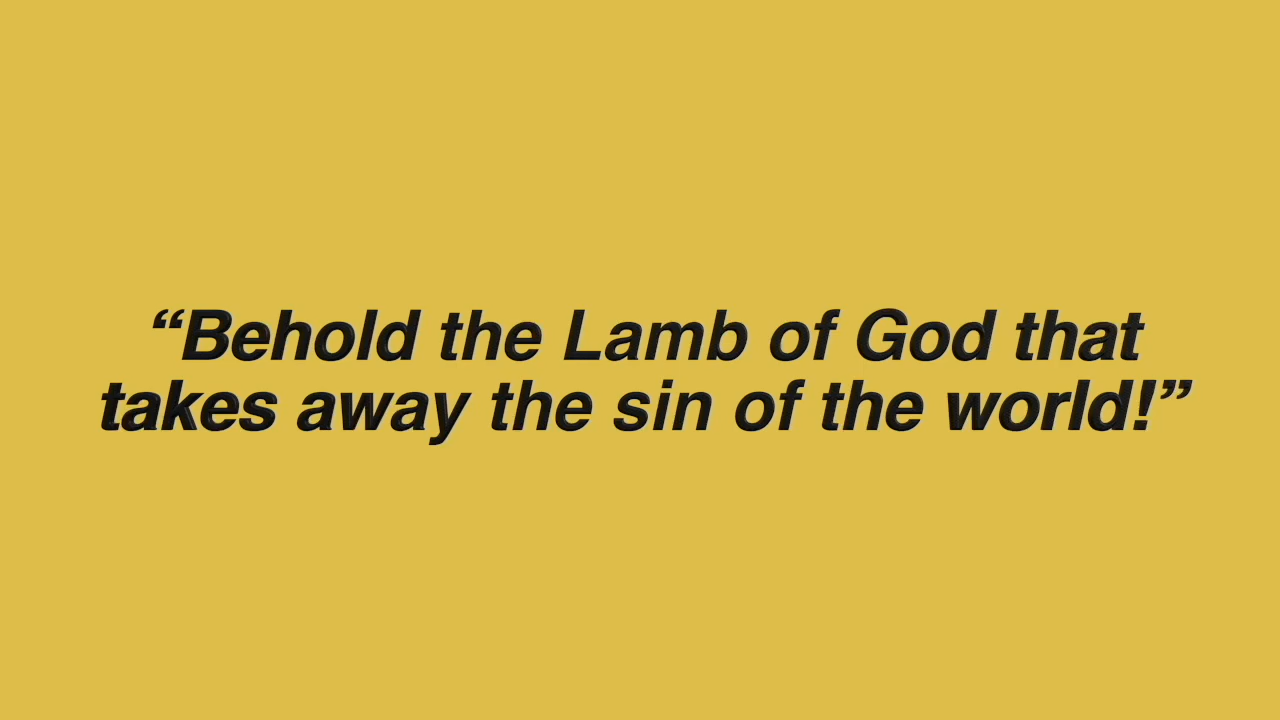 “Behold the Lamb of God that
takes away the sin of the world!”